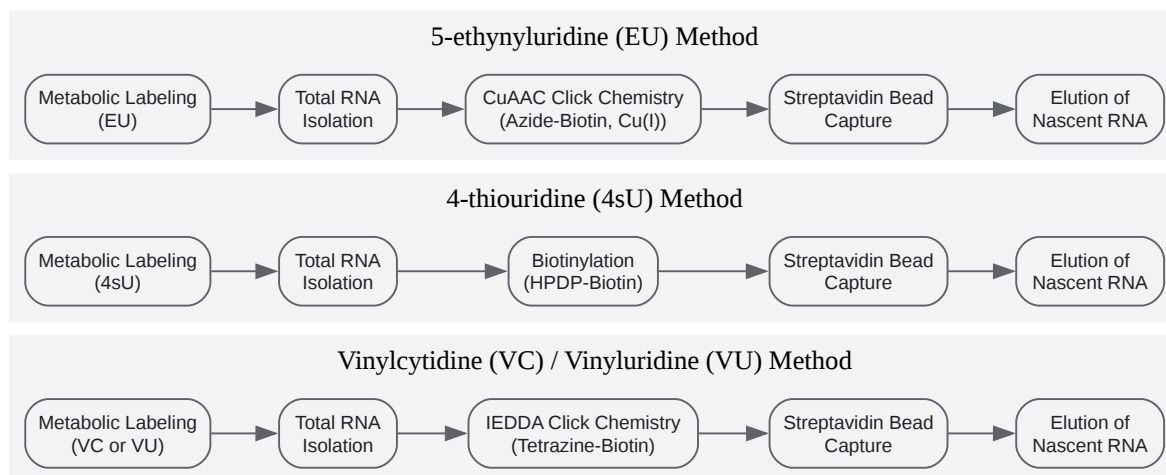 5-ethynyluridine (EU) Method
Metabolic Labeling
(EU)
Total RNA
Isolation
CuAAC Click Chemistry
(Azide-Biotin, Cu(I))
Streptavidin Bead
Capture
Elution of
Nascent RNA
4-thiouridine (4sU) Method
Metabolic Labeling
(4sU)
Total RNA
Isolation
Biotinylation
(HPDP-Biotin)
Streptavidin Bead
Capture
Elution of
Nascent RNA
Vinylcytidine (VC) / Vinyluridine (VU) Method
Metabolic Labeling
(VC or VU)
Total RNA
Isolation
IEDDA Click Chemistry
(Tetrazine-Biotin)
Streptavidin Bead
Capture
Elution of
Nascent RNA